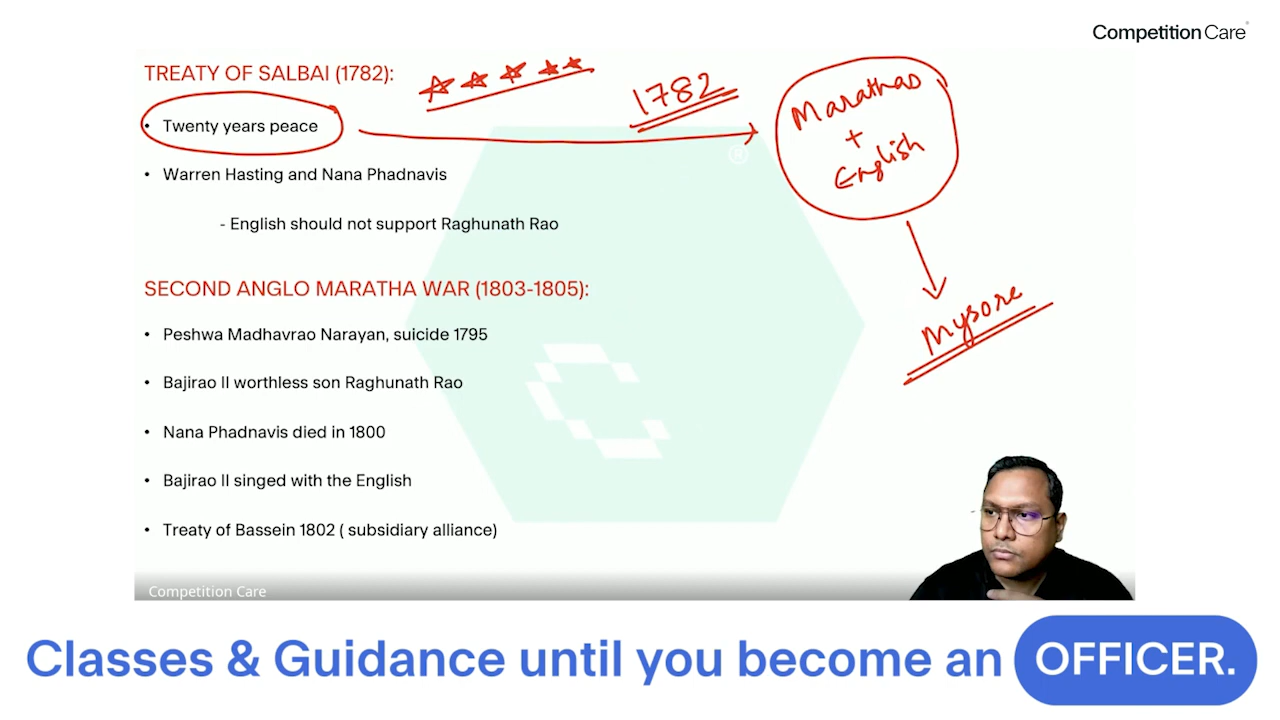 Competition Care
TREATY OF SALBAI (1782):
1782
Marathas
+
English
• Twenty years peace
• Warren Hasting and Nana Phadnavis
- English should not support Raghunath Rao
Mysore
SECOND ANGLO MARATHA WAR (1803-1805):
• Peshwa Madhavrao Narayan, suicide 1795
• Bajirao II worthless son Raghunath Rao
• Nana Phadnavis died in 1800
• Bajirao II singed with the English
• Treaty of Bassein 1802 ( subsidiary alliance)
Competition Care
Classes & Guidance until you become an OFFICER.